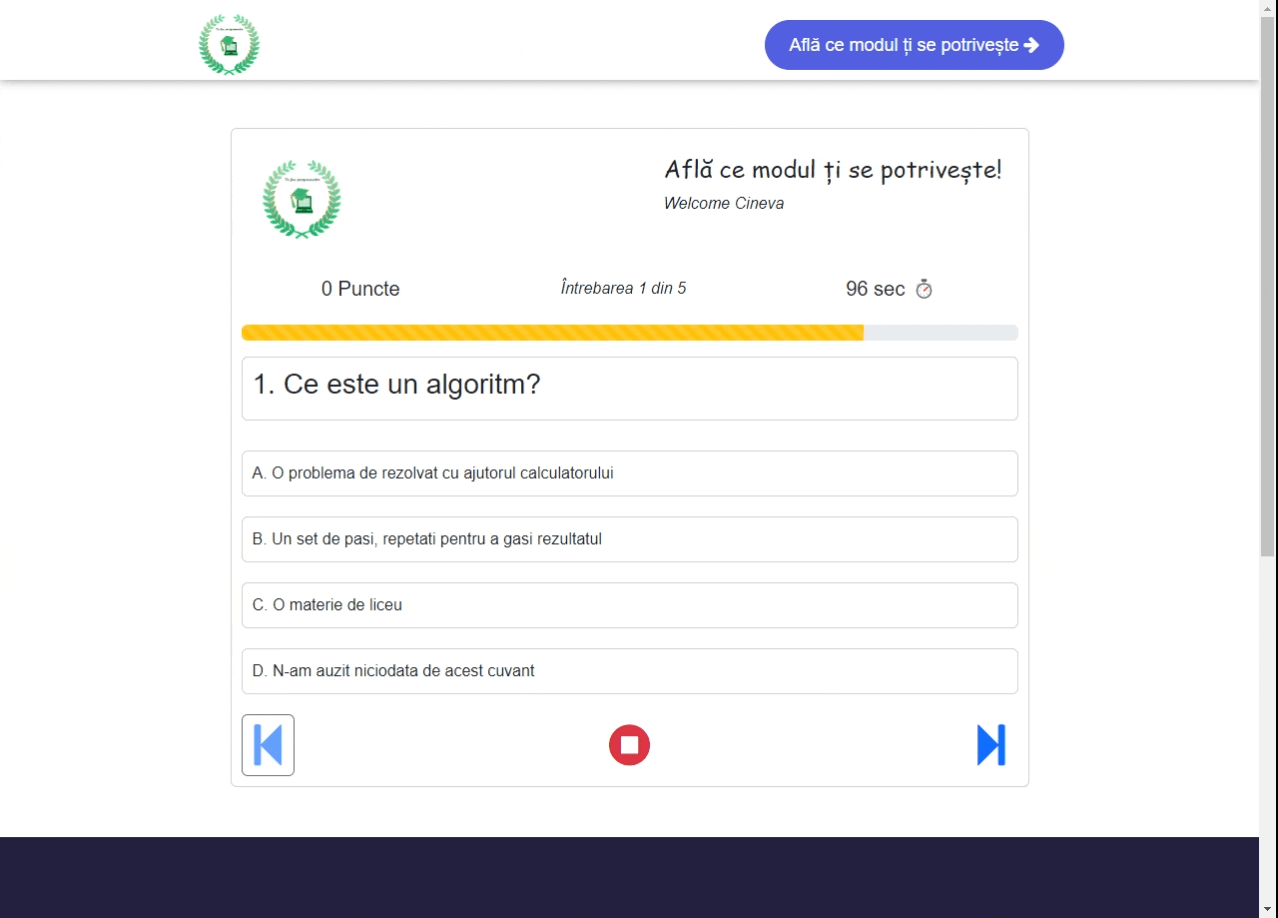 Află ce modul ți se potrivește
Află ce modul ți se potrivește!
Welcome Cineva
0 Puncte
Întrebarea 1 din 5
96 sec
1. Ce este un algoritm?
A. O problema de rezolvat cu ajutorul calculatorului
B. Un set de pasi, repetati pentru a gasi rezultatul
C. O materie de liceu
D. N-am auzit niciodata de acest cuvant